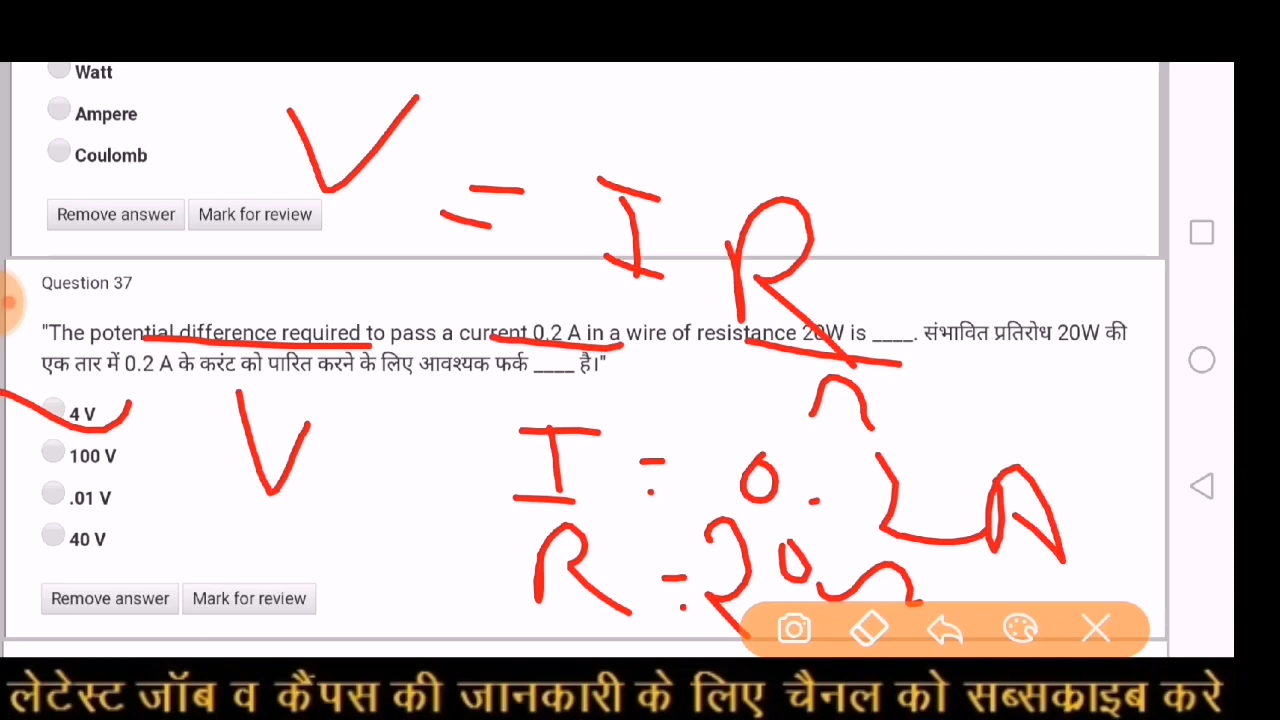 Watt
Ampere
Coulomb
V = I R
Remove answer Mark for review
Question 37
"The potential difference required to pass a current 0.2 A in a wire of resistance 20W is ____. संभावित प्रतिरोध 20W की
एक तार में 0.2 A के करंट को पारित करने के लिए आवश्यक फर्क ____ है।"
4 V
100 V
.01 V
40 V
V
I = 0.2 A
R = 20
Remove answer Mark for review
लेटेस्ट जॉब व कैंपस की जानकारी के लिए चैनल को सब्सक्राइब करे